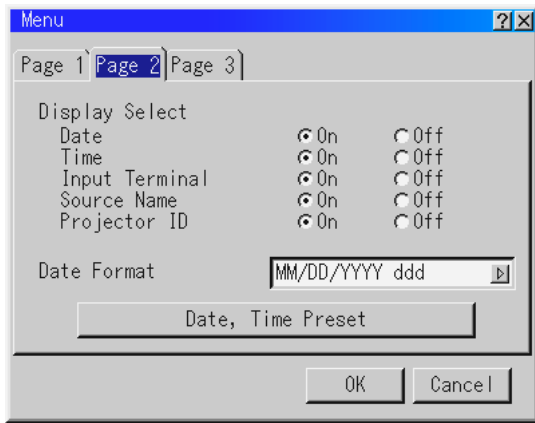 Menu ? X
Page 1 Page 2 Page 3
Display Select
Date On Off
Time On Off
Input Terminal On Off
Source Name On Off
Projector ID On Off
Date Format MM/DD/YYYY ddd
Date, Time Preset
OK Cancel